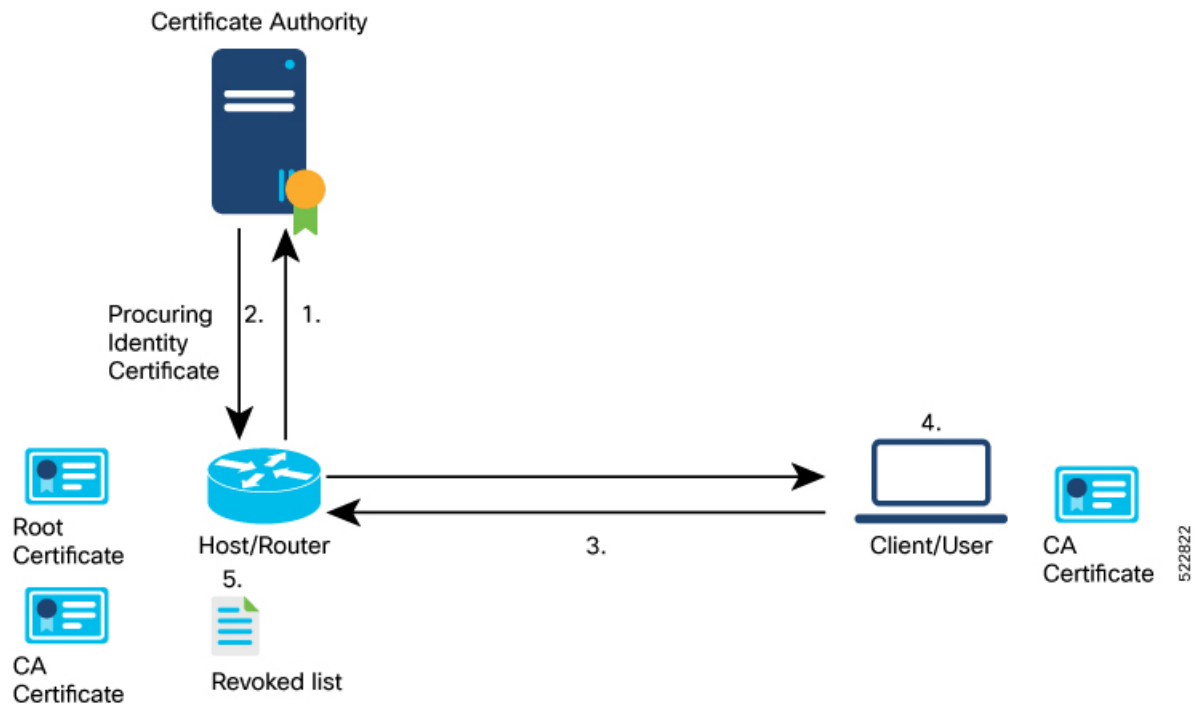 Certificate Authority
Procuring
Identity
Certificate
2.
1.
4.
Root
Certificate
Host/Router
3.
Client/User
CA
Certificate
522822
5.
CA
Certificate
Revoked list